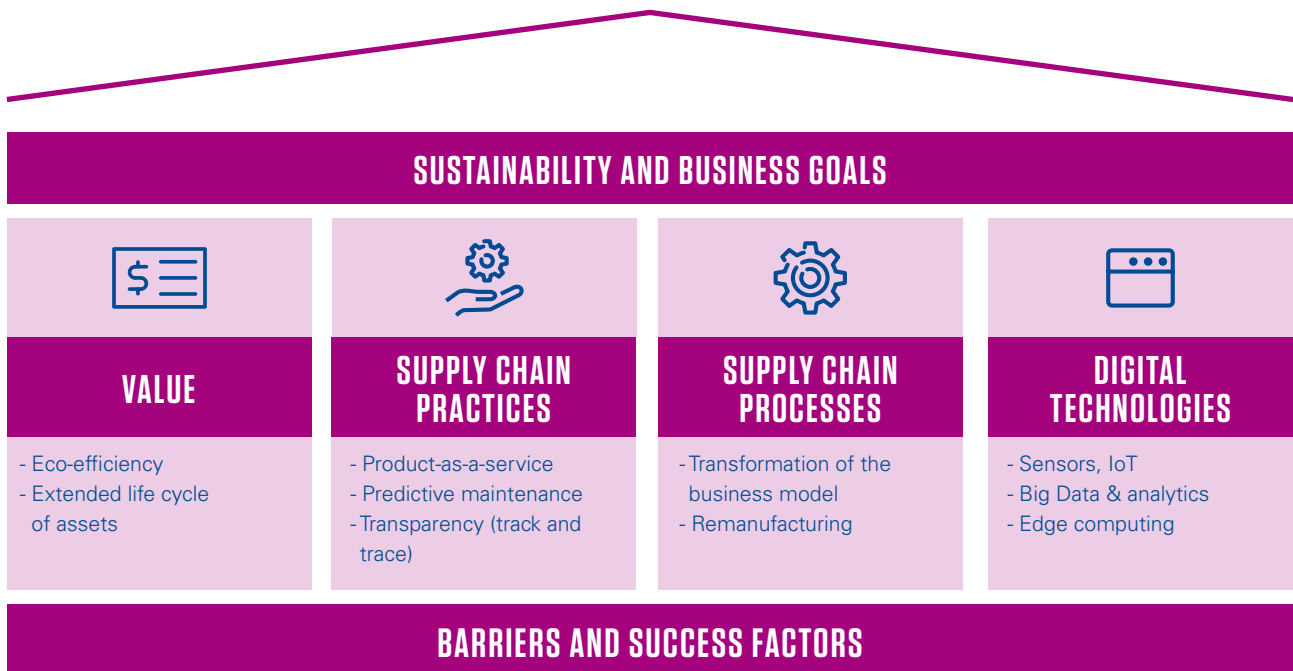 SUSTAINABILITY AND BUSINESS GOALS
$
VALUE
- Eco-efficiency
- Extended life cycle
of assets
SUPPLY CHAIN
PRACTICES
- Product-as-a-service
- Predictive maintenance
- Transparency (track and
trace)
SUPPLY CHAIN
PROCESSES
- Transformation of the
business model
- Remanufacturing
DIGITAL
TECHNOLOGIES
- Sensors, IoT
- Big Data & analytics
- Edge computing
BARRIERS AND SUCCESS FACTORS